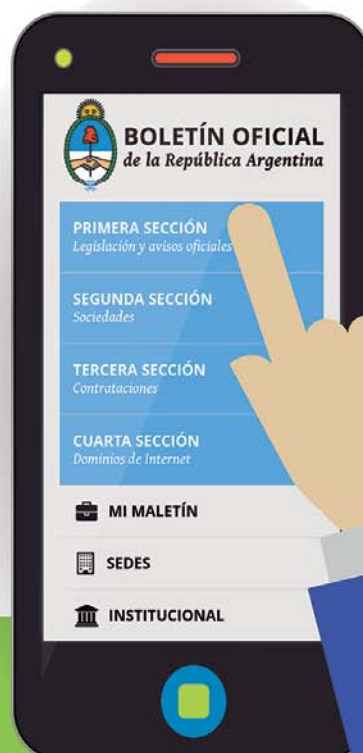 BOLETÍN OFICIAL
de la República Argentina
PRIMERA SECCIÓN
Legislación y avisos oficiales
SEGUNDA SECCIÓN
Sociedades
TERCERA SECCIÓN
Contrataciones
CUARTA SECCIÓN
Dominios de Internet
MI MALETÍN
SEDES
INSTITUCIONAL